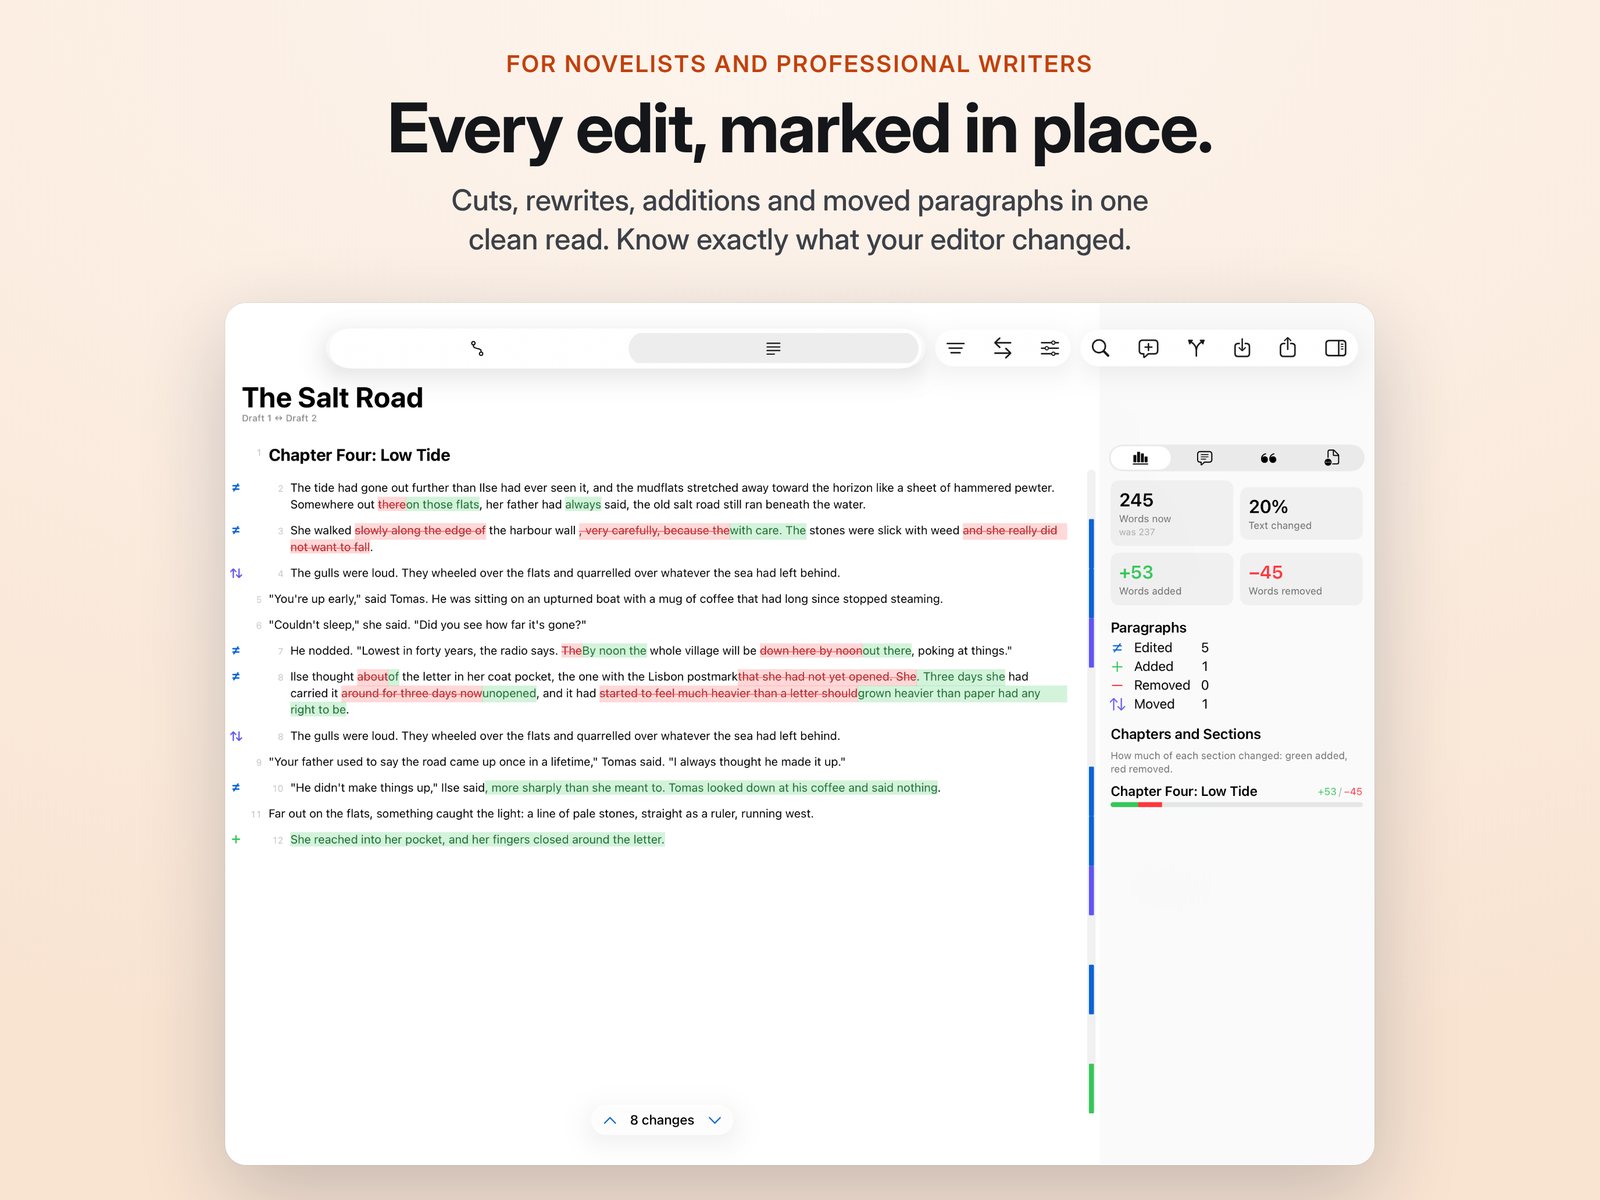 FOR NOVELISTS AND PROFESSIONAL WRITERS
Every edit, marked in place.
Cuts, rewrites, additions and moved paragraphs in one
clean read. Know exactly what your editor changed.
The Salt Road
Draft 1 ↔ Draft 2
1 Chapter Four: Low Tide
≠ 2 The tide had gone out further than Ilse had ever seen it, and the mudflats stretched away toward the horizon like a sheet of hammered pewter.
Somewhere out thereon those flats, her father had always said, the old salt road still ran beneath the water.
≠ 3 She walked slowly along the edge of the harbour wall , very carefully, because thewith care. The stones were slick with weed and she really did
not want to fall.
↑↓ 4 The gulls were loud. They wheeled over the flats and quarrelled over whatever the sea had left behind.
5 "You're up early," said Tomas. He was sitting on an upturned boat with a mug of coffee that had long since stopped steaming.
6 "Couldn't sleep," she said. "Did you see how far it's gone?"
≠ 7 He nodded. "Lowest in forty years, the radio says. TheBy noon the whole village will be down here by noonout there, poking at things."
≠ 8 Ilse thought aboutof the letter in her coat pocket, the one with the Lisbon postmarkthat she had not yet opened. She. Three days she had
carried it around for three days nowunopened, and it had started to feel much heavier than a letter shouldgrown heavier than paper had any
right to be.
↑↓ 8 The gulls were loud. They wheeled over the flats and quarrelled over whatever the sea had left behind.
9 "Your father used to say the road came up once in a lifetime," Tomas said. "I always thought he made it up."
≠ 10 "He didn't make things up," Ilse said, more sharply than she meant to. Tomas looked down at his coffee and said nothing.
11 Far out on the flats, something caught the light: a line of pale stones, straight as a ruler, running west.
+ 12 She reached into her pocket, and her fingers closed around the letter.
8 changes
245
Words now
was 237
20%
Text changed
+53
Words added
−45
Words removed
Paragraphs
≠ Edited 5
+ Added 1
− Removed 0
↑↓ Moved 1
Chapters and Sections
How much of each section changed: green added,
red removed.
Chapter Four: Low Tide +53 / −45